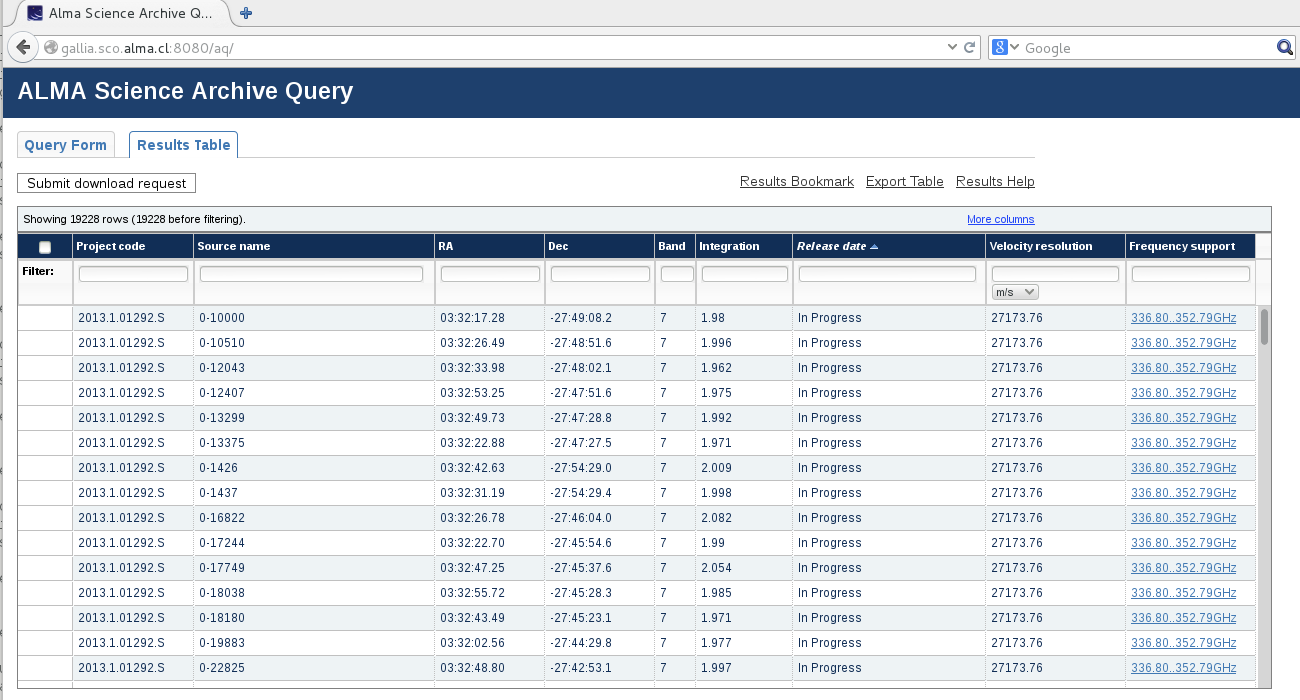 Alma Science Archive Q...
gallia.sco.alma.cl:8080/aq/
Google
ALMA Science Archive Query
Query Form Results Table
Submit download request Results Bookmark Export Table Results Help
Showing 19228 rows (19228 before filtering). More columns
Project code Source name RA Dec Band Integration Release date Velocity resolution Frequency support
Filter:
m/s
2013.1.01292.S 0-10000 03:32:17.28 -27:49:08.2 7 1.98 In Progress 27173.76 336.80..352.79GHz
2013.1.01292.S 0-10510 03:32:26.49 -27:48:51.6 7 1.996 In Progress 27173.76 336.80..352.79GHz
2013.1.01292.S 0-12043 03:32:33.98 -27:48:02.1 7 1.962 In Progress 27173.76 336.80..352.79GHz
2013.1.01292.S 0-12407 03:32:53.25 -27:47:51.6 7 1.975 In Progress 27173.76 336.80..352.79GHz
2013.1.01292.S 0-13299 03:32:49.73 -27:47:28.8 7 1.992 In Progress 27173.76 336.80..352.79GHz
2013.1.01292.S 0-13375 03:32:22.88 -27:47:27.5 7 1.971 In Progress 27173.76 336.80..352.79GHz
2013.1.01292.S 0-1426 03:32:42.63 -27:54:29.0 7 2.009 In Progress 27173.76 336.80..352.79GHz
2013.1.01292.S 0-1437 03:32:31.19 -27:54:29.4 7 1.998 In Progress 27173.76 336.80..352.79GHz
2013.1.01292.S 0-16822 03:32:26.78 -27:46:04.0 7 2.082 In Progress 27173.76 336.80..352.79GHz
2013.1.01292.S 0-17244 03:32:22.70 -27:45:54.6 7 1.99 In Progress 27173.76 336.80..352.79GHz
2013.1.01292.S 0-17749 03:32:47.25 -27:45:37.6 7 2.054 In Progress 27173.76 336.80..352.79GHz
2013.1.01292.S 0-18038 03:32:55.72 -27:45:28.3 7 1.985 In Progress 27173.76 336.80..352.79GHz
2013.1.01292.S 0-18180 03:32:43.49 -27:45:23.1 7 1.971 In Progress 27173.76 336.80..352.79GHz
2013.1.01292.S 0-19883 03:32:02.56 -27:44:29.8 7 1.977 In Progress 27173.76 336.80..352.79GHz
2013.1.01292.S 0-22825 03:32:48.80 -27:42:53.1 7 1.997 In Progress 27173.76 336.80..352.79GHz